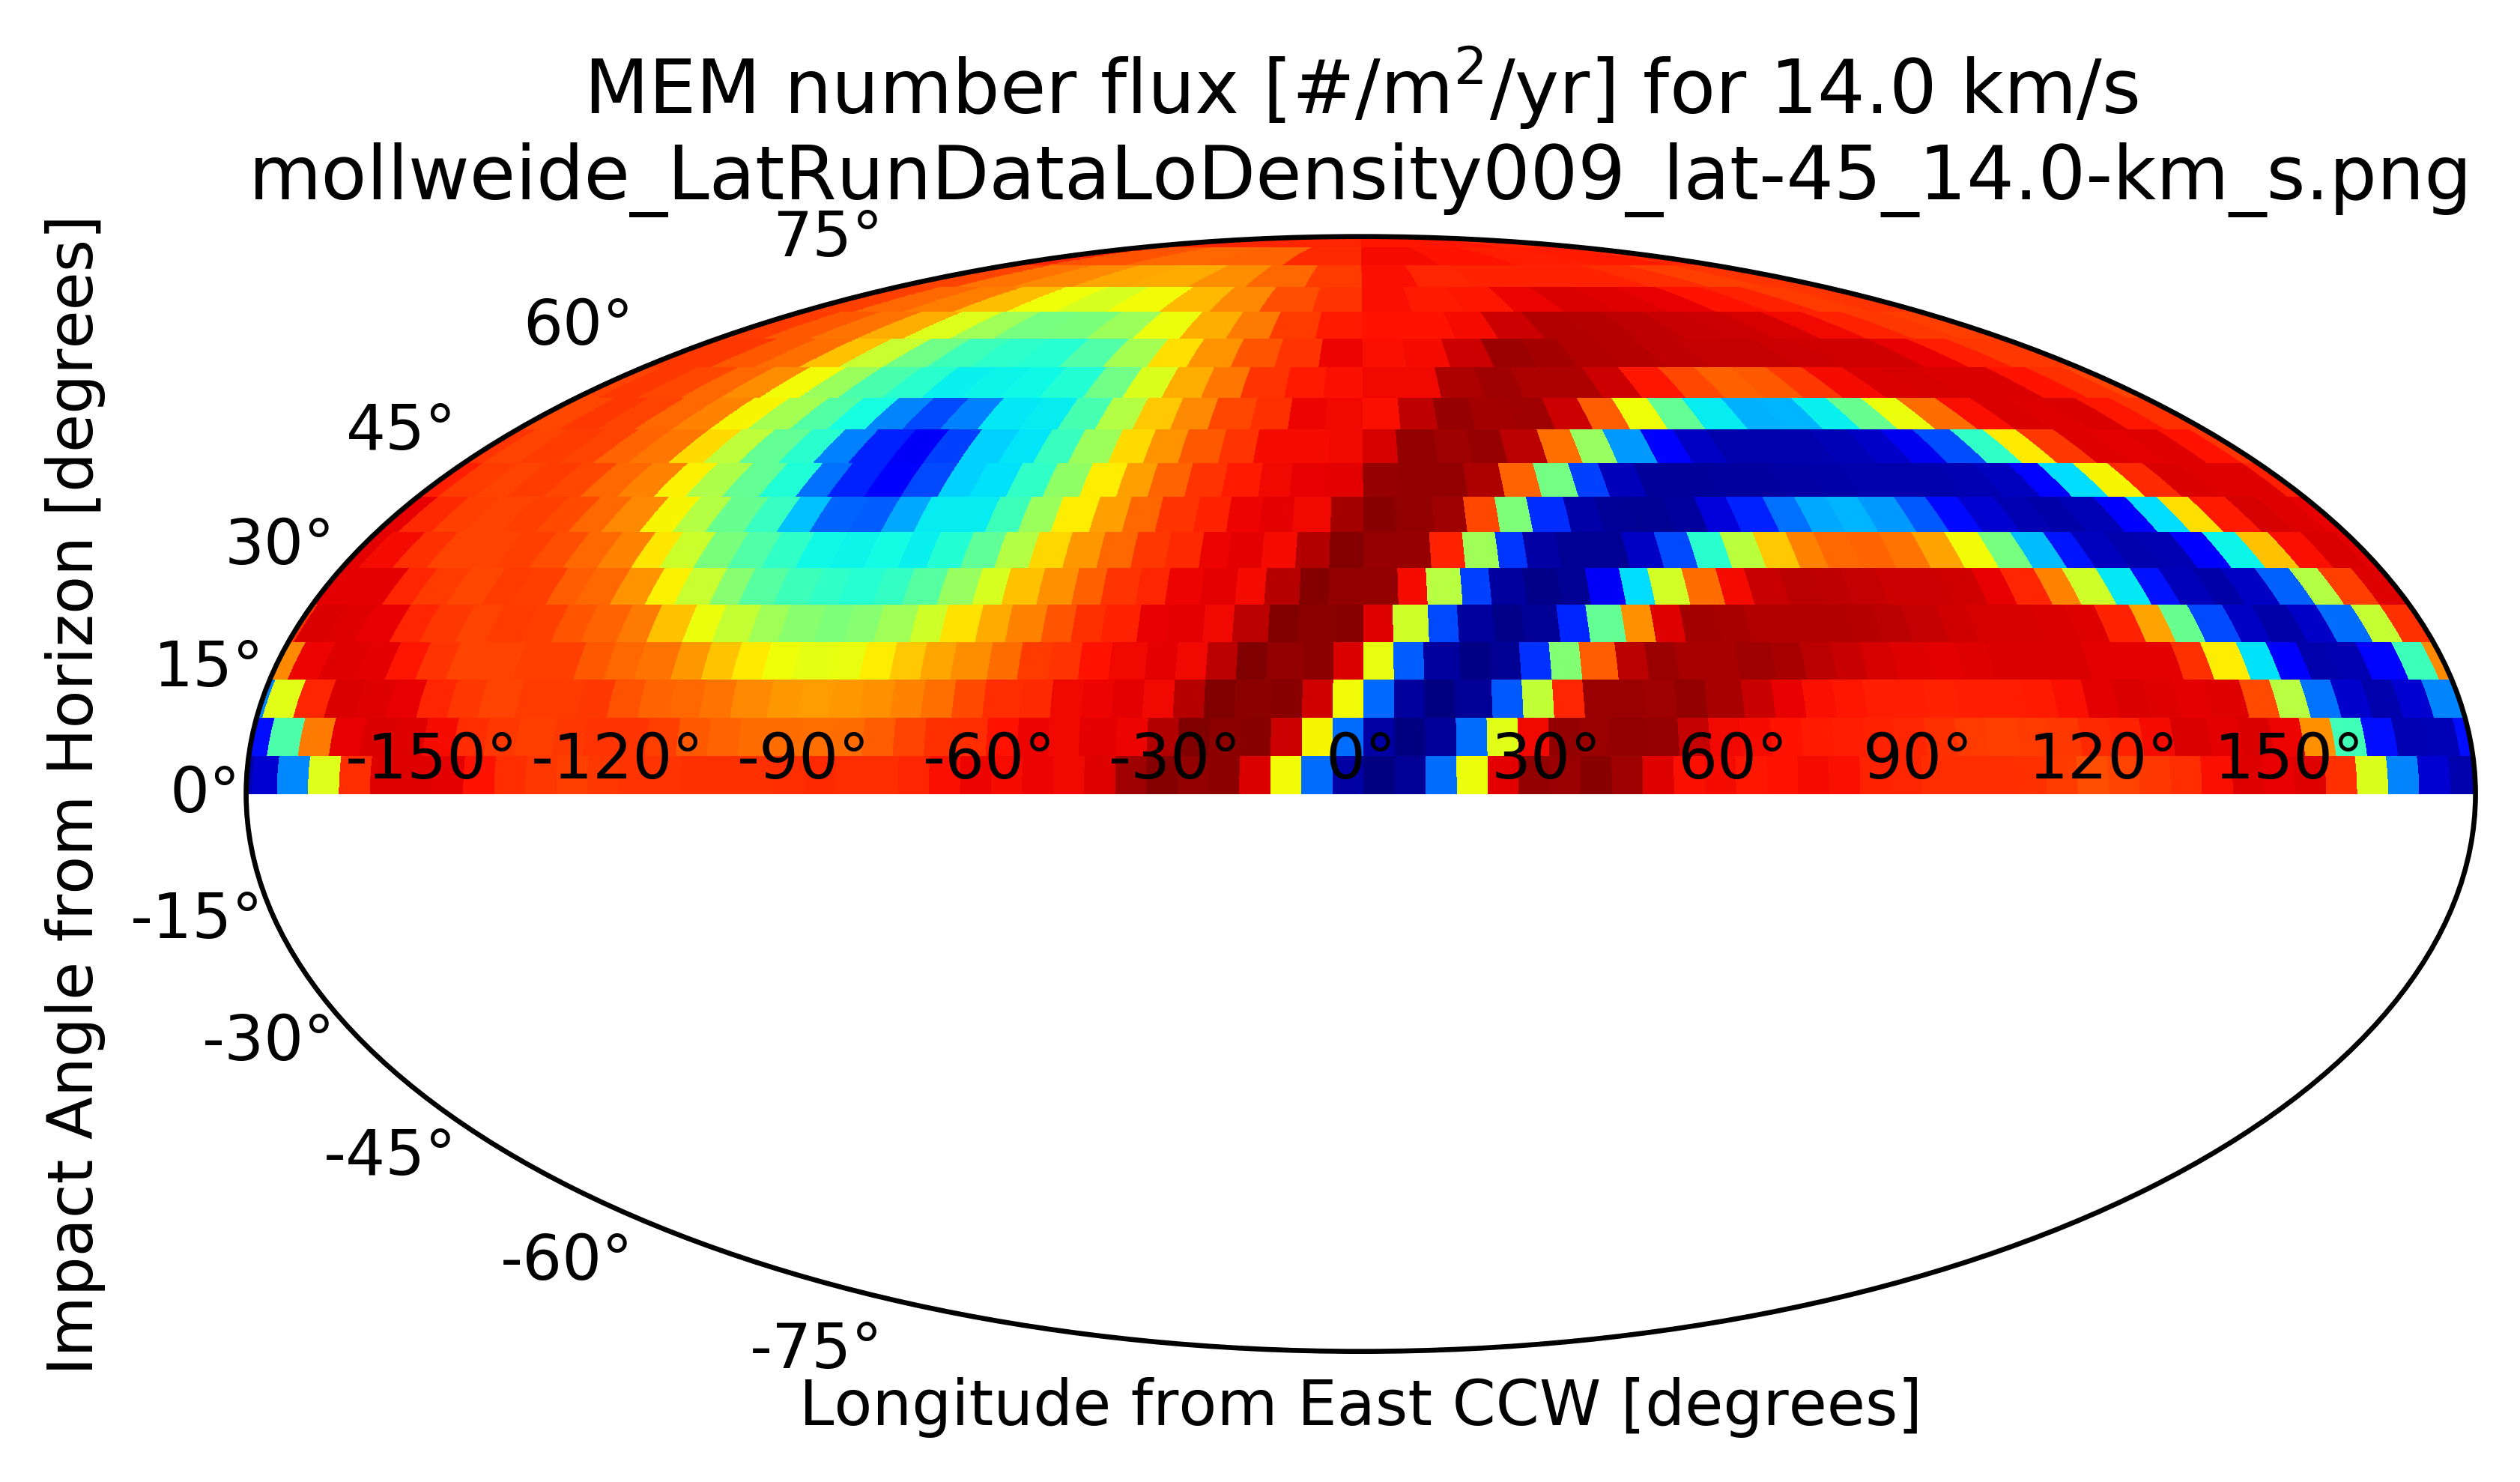 MEM number flux [#/m²/yr] for 14.0 km/s
mollweide_LatRunDataLoDensity009_lat-45_14.0-km_s.png
75°
60°
45°
30°
15°
0°
-15°
-30°
-45°
-60°
-75°
-150° -120° -90° -60° -30° 0° 30° 60° 90° 120° 150°
Impact Angle from Horizon [degrees]
Longitude from East CCW [degrees]